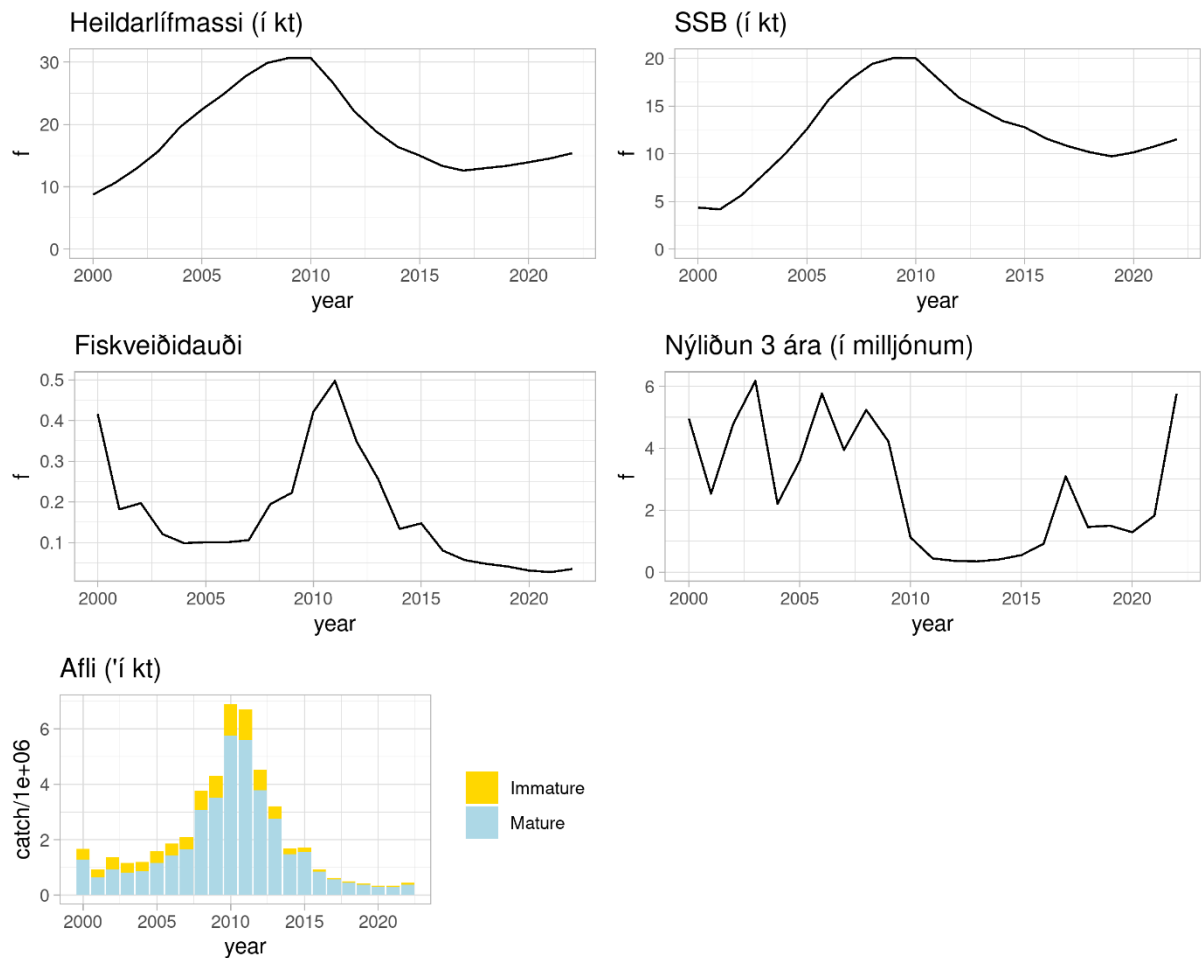 Heildarlífmassi (í kt)
30
20
10
0
f
2000 2005 2010 2015 2020
year
SSB (í kt)
20
15
10
5
0
f
2000 2005 2010 2015 2020
year
Fiskveiðidauði
0.5
0.4
0.3
0.2
0.1
f
2000 2005 2010 2015 2020
year
Nýliðun 3 ára (í milljónum)
6
4
2
0
f
2000 2005 2010 2015 2020
year
Afli ('í kt)
6
4
2
0
catch/1e+06
2000 2005 2010 2015 2020
year
Immature
Mature